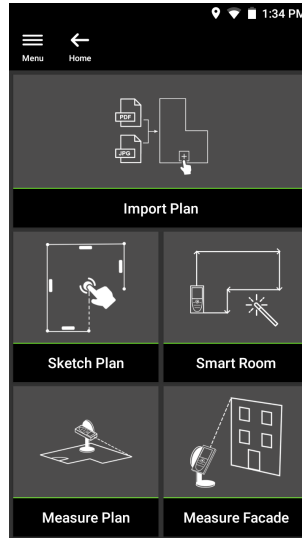 1:34 PM
Menu Home
PDF
JPG
Import Plan
Sketch Plan Smart Room
Measure Plan Measure Facade